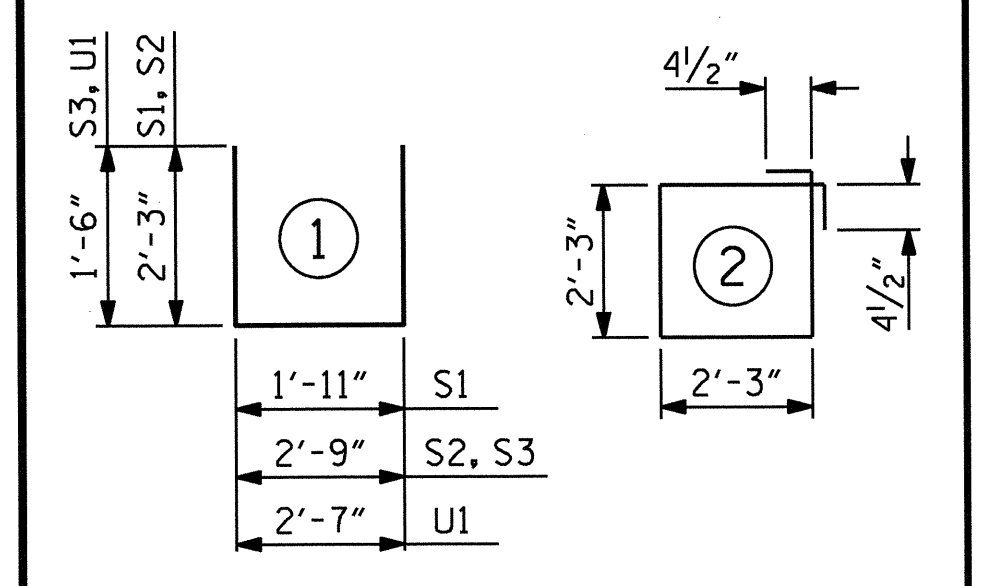 S3, U1
S1, S2
1'-6"
2'-3"
1
1'-11" S1
2'-9" S2, S3
2'-7" U1
4½"
2'-3"
2
4½"
2'-3"